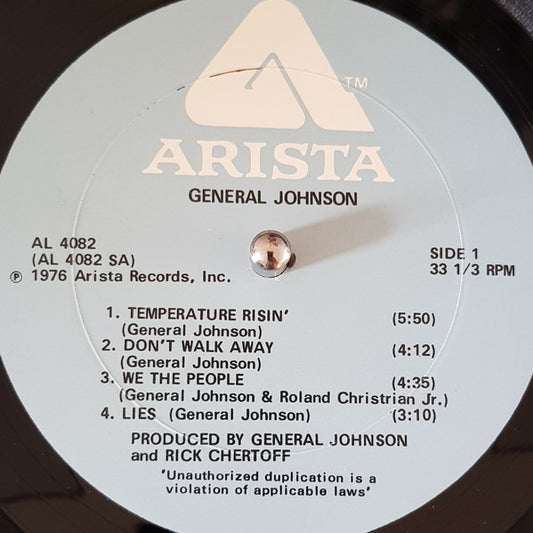 TM
ARISTA
GENERAL JOHNSON
AL 4082
(AL 4082 SA)
℗ 1976 Arista Records, Inc.
SIDE 1
33 1/3 RPM
1. TEMPERATURE RISIN' (5:50)
(General Johnson)
2. DON'T WALK AWAY (4:12)
(General Johnson)
3. WE THE PEOPLE (4:35)
(General Johnson & Roland Christrian Jr.)
4. LIES (General Johnson) (3:10)
PRODUCED BY GENERAL JOHNSON
and RICK CHERTOFF
"Unauthorized duplication is a
violation of applicable laws"